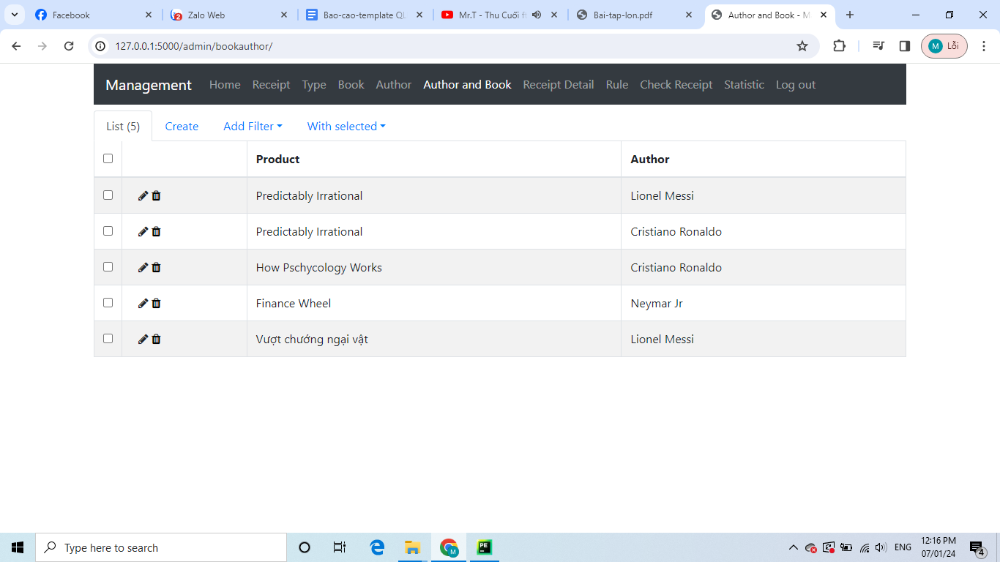 Facebook
2
Zalo Web
Bao-cao-template QL
Mr.T - Thu Cuối f
Bai-tap-lon.pdf
Author and Book - M
127.0.0.1:5000/admin/bookauthor/
M Lỗi
Management Home Receipt Type Book Author Author and Book Receipt Detail Rule Check Receipt Statistic Log out
List (5) Create Add Filter With selected
Product Author
Predictably Irrational Lionel Messi
Predictably Irrational Cristiano Ronaldo
How Pschycology Works Cristiano Ronaldo
Finance Wheel Neymar Jr
Vượt chướng ngại vật Lionel Messi
Type here to search
M
PE
ENG
12:16 PM
07/01/24
4